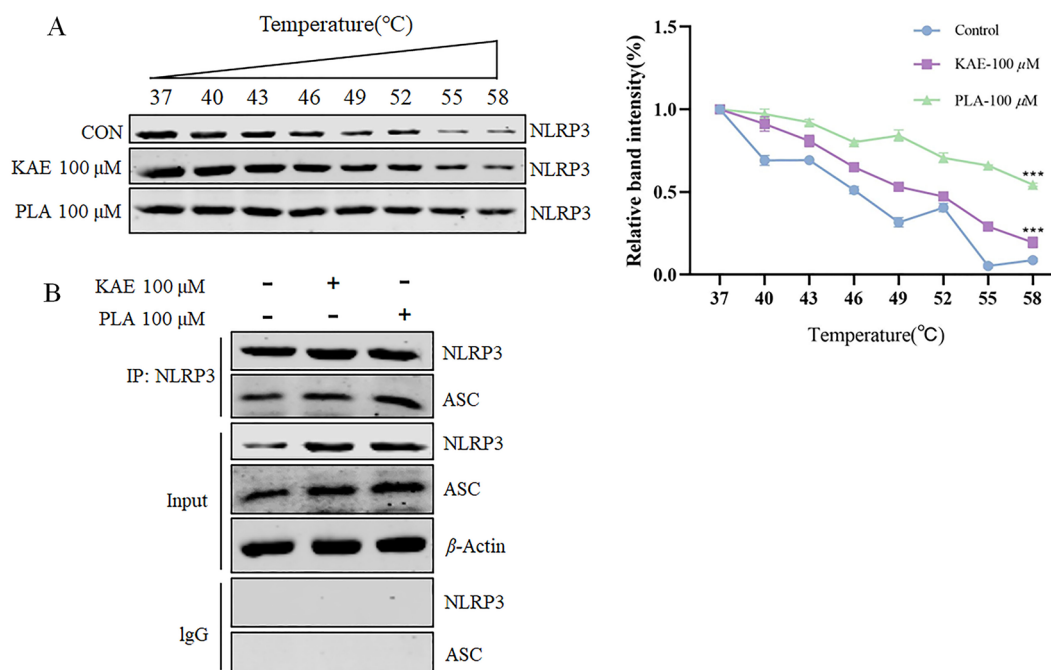 A
Temperature(°C)
37 40 43 46 49 52 55 58
CON NLRP3
KAE 100 μM NLRP3
PLA 100 μM NLRP3
Relative band intensity(%)
1.5
1.0
0.5
0.0
Control
KAE-100 μM
PLA-100 μM
***
***
37 40 43 46 49 52 55 58
Temperature(℃)
B
KAE 100 μM - + -
PLA 100 μM - - +
IP: NLRP3
NLRP3
ASC
Input
NLRP3
ASC
β-Actin
lgG
NLRP3
ASC